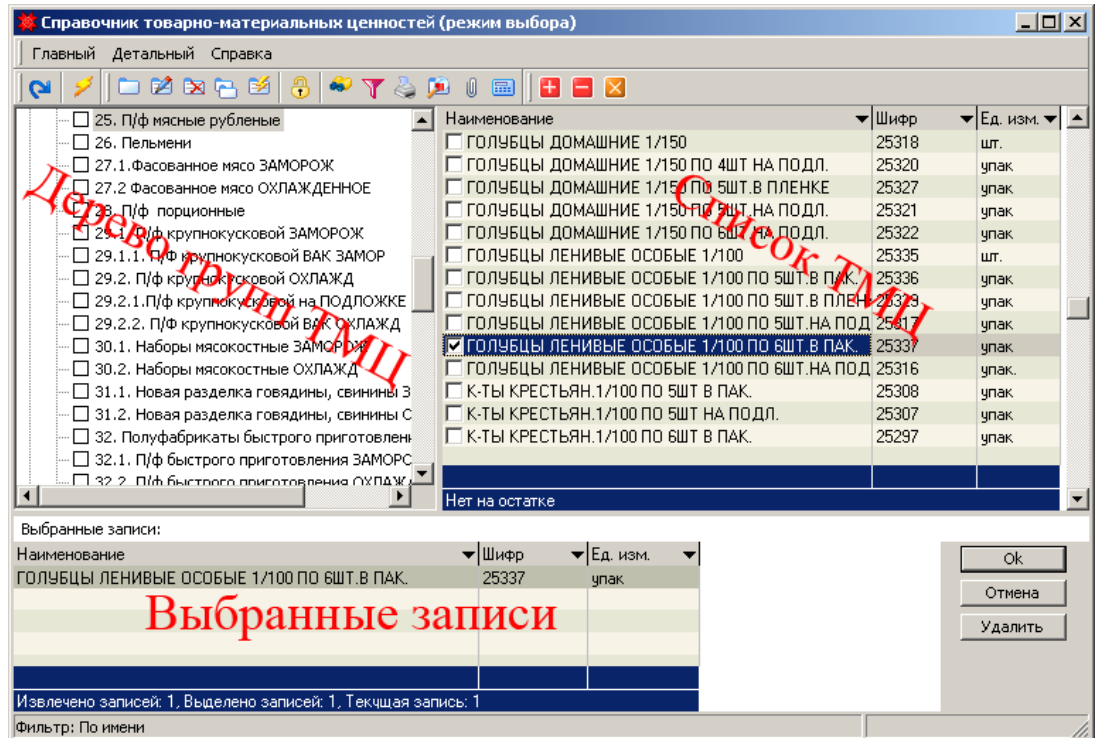 Справочник товарно-материальных ценностей (режим выбора)
Главный Детальный Справка
25. П/ф мясные рубленые
26. Пельмени
27.1.Фасованное мясо ЗАМОРОЖ
27.2 Фасованное мясо ОХЛАЖДЕННОЕ
28. П/ф порционные
29.1. П/ф крупнокусковой ЗАМОРОЖ
29.1.1. П/Ф крупнокусковой ВАК ЗАМОР
29.2. П/ф крупнокусковой ОХЛАЖД
29.2.1.П/ф крупнокусковой на ПОДЛОЖКЕ
29.2.2. П/Ф крупнокусковой ВАК ОХЛАЖД
30.1. Наборы мясокостные ЗАМОРОЖ
30.2. Наборы мясокостные ОХЛАЖД
31.1. Новая разделка говядины, свинины З
31.2. Новая разделка говядины, свинины О
32. Полуфабрикаты быстрого приготовлен
32.1. П/ф быстрого приготовления ЗАМОРО
32.2. П/ф быстрого приготовления ОХЛАЖ
Дерево групп ТМЦ
Наименование Шифр Ед. изм.
ГОЛУБЦЫ ДОМАШНИЕ 1/150 25318 шт.
ГОЛУБЦЫ ДОМАШНИЕ 1/150 ПО 4ШТ НА ПОДЛ. 25320 упак
ГОЛУБЦЫ ДОМАШНИЕ 1/150 ПО 5ШТ.В ПЛЕНКЕ 25327 упак
ГОЛУБЦЫ ДОМАШНИЕ 1/150 ПО 5ШТ.НА ПОДЛ. 25321 упак
ГОЛУБЦЫ ДОМАШНИЕ 1/150 ПО 6ШТ.НА ПОДЛ. 25322 упак
ГОЛУБЦЫ ЛЕНИВЫЕ ОСОБЫЕ 1/100 25335 шт.
ГОЛУБЦЫ ЛЕНИВЫЕ ОСОБЫЕ 1/100 ПО 5ШТ.В ПАК. 25336 упак
ГОЛУБЦЫ ЛЕНИВЫЕ ОСОБЫЕ 1/100 ПО 5ШТ.В ПЛЕН упак
ГОЛУБЦЫ ЛЕНИВЫЕ ОСОБЫЕ 1/100 ПО 5ШТ.НА ПОД 25317 упак
ГОЛУБЦЫ ЛЕНИВЫЕ ОСОБЫЕ 1/100 ПО 6ШТ.В ПАК. 25337 упак
ГОЛУБЦЫ ЛЕНИВЫЕ ОСОБЫЕ 1/100 ПО 6ШТ.НА ПОД 25316 упак.
К-ТЫ КРЕСТЬЯН.1/100 ПО 5ШТ В ПАК. 25308 упак
К-ТЫ КРЕСТЬЯН.1/100 ПО 5ШТ НА ПОДЛ. 25307 упак
К-ТЫ КРЕСТЬЯН.1/100 ПО 6ШТ В ПАК. 25297 упак
Список ТМЦ
Нет на остатке
Выбранные записи:
Наименование Шифр Ед. изм.
ГОЛУБЦЫ ЛЕНИВЫЕ ОСОБЫЕ 1/100 ПО 6ШТ.В ПАК. 25337 упак
Выбранные записи
Ok
Отмена
Удалить
Извлечено записей: 1, Выделено записей: 1, Текущая запись: 1
Фильтр: По имени